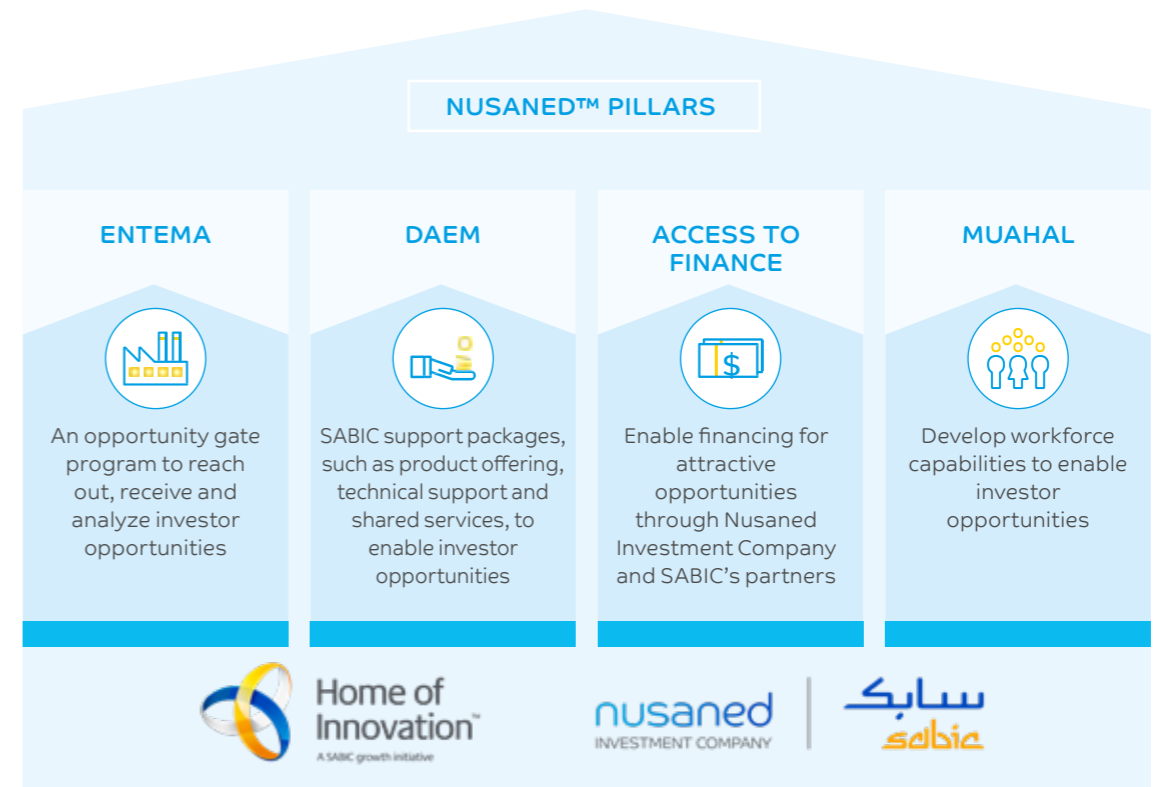 NUSANED™ PILLARS
ENTEMA
An opportunity gate
program to reach
out, receive and
analyze investor
opportunities
DAEM
SABIC support packages,
such as product offering,
technical support and
shared services, to
enable investor
opportunities
ACCESS TO
FINANCE
$
Enable financing for
attractive
opportunities
through Nusaned
Investment Company
and SABIC's partners
MUAHAL
Develop workforce
capabilities to enable
investor
opportunities
Home of
Innovation™
A SABIC growth initiative
nusaned
INVESTMENT COMPANY
سابك
sabic